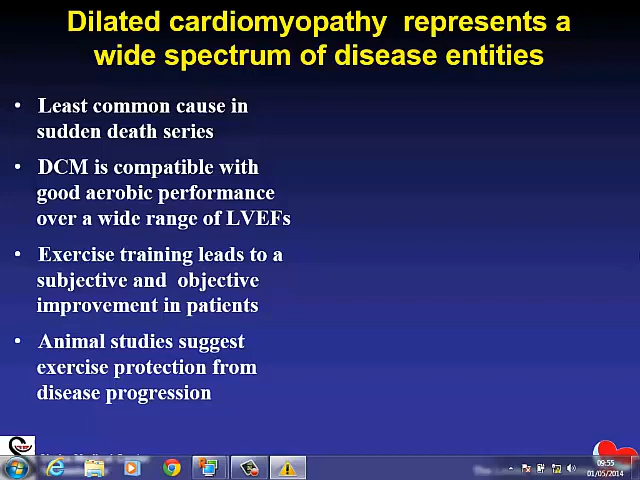 Dilated cardiomyopathy represents a
wide spectrum of disease entities
• Least common cause in
sudden death series
• DCM is compatible with
good aerobic performance
over a wide range of LVEFs
• Exercise training leads to a
subjective and objective
improvement in patients
• Animal studies suggest
exercise protection from
disease progression
09:55
01/05/2014